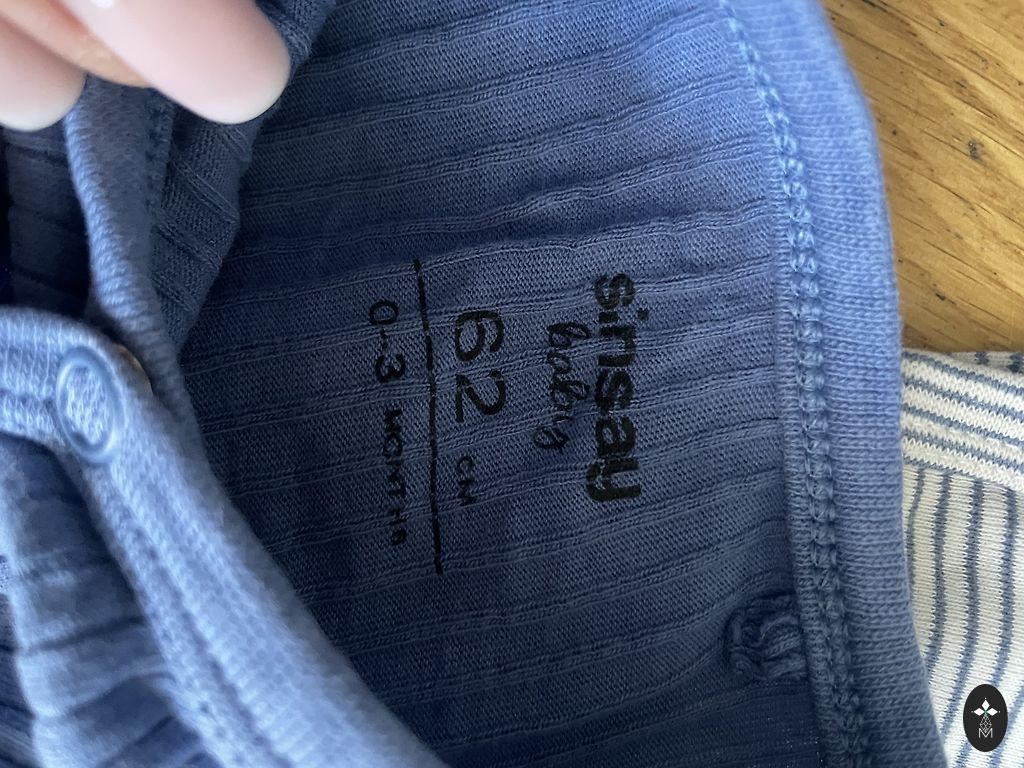 sinsay
baby
62 CM
0-3 MONTHS
M